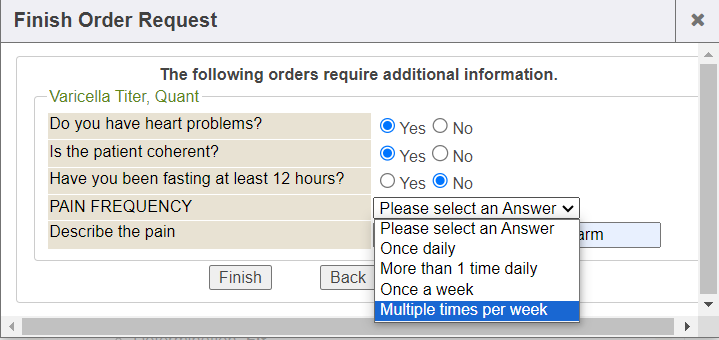 Finish Order Request
The following orders require additional information.
Varicella Titer, Quant
Do you have heart problems? Yes No
Is the patient coherent? Yes No
Have you been fasting at least 12 hours? Yes No
PAIN FREQUENCY Please select an Answer
Please select an Answer
Describe the pain arm
Once daily
More than 1 time daily
Finish Back
Once a week
Multiple times per week